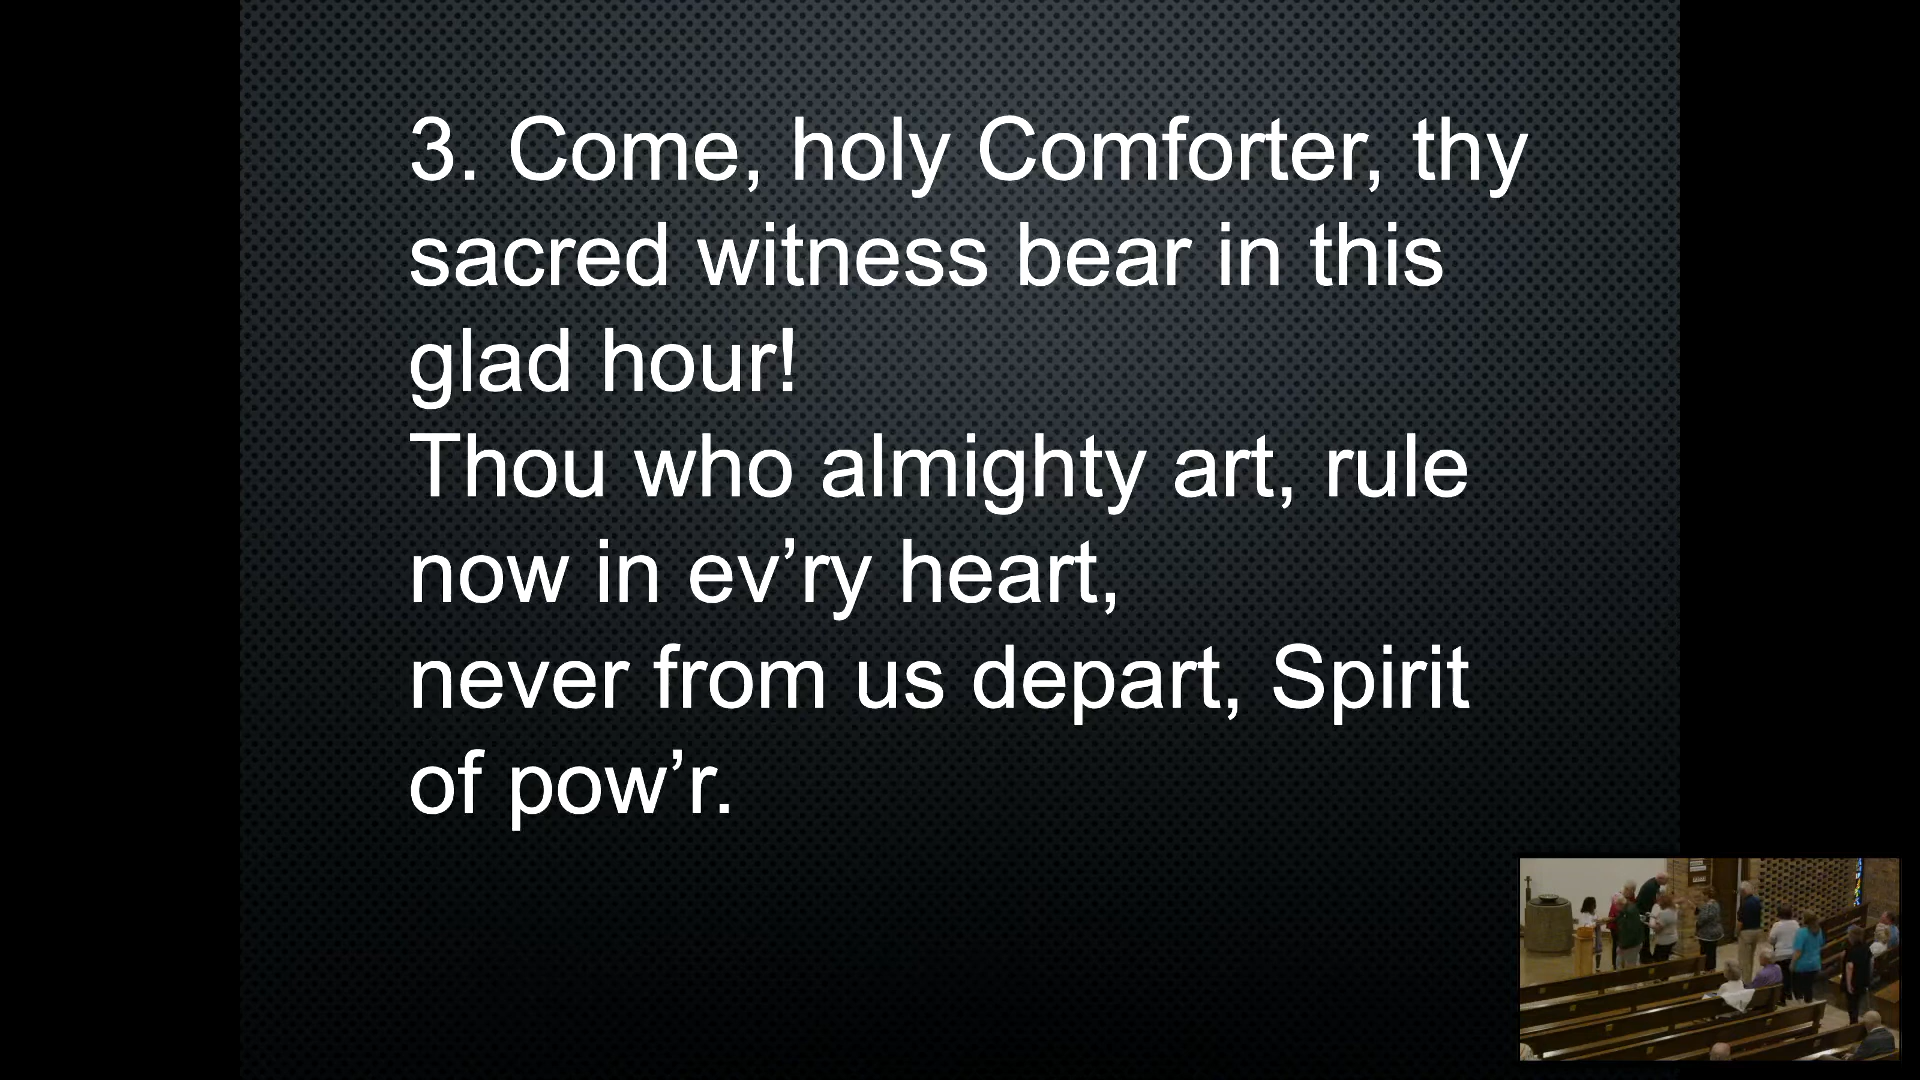 3. Come, holy Comforter, thy
sacred witness bear in this
glad hour!
Thou who almighty art, rule
now in ev’ry heart,
never from us depart, Spirit
of pow’r.